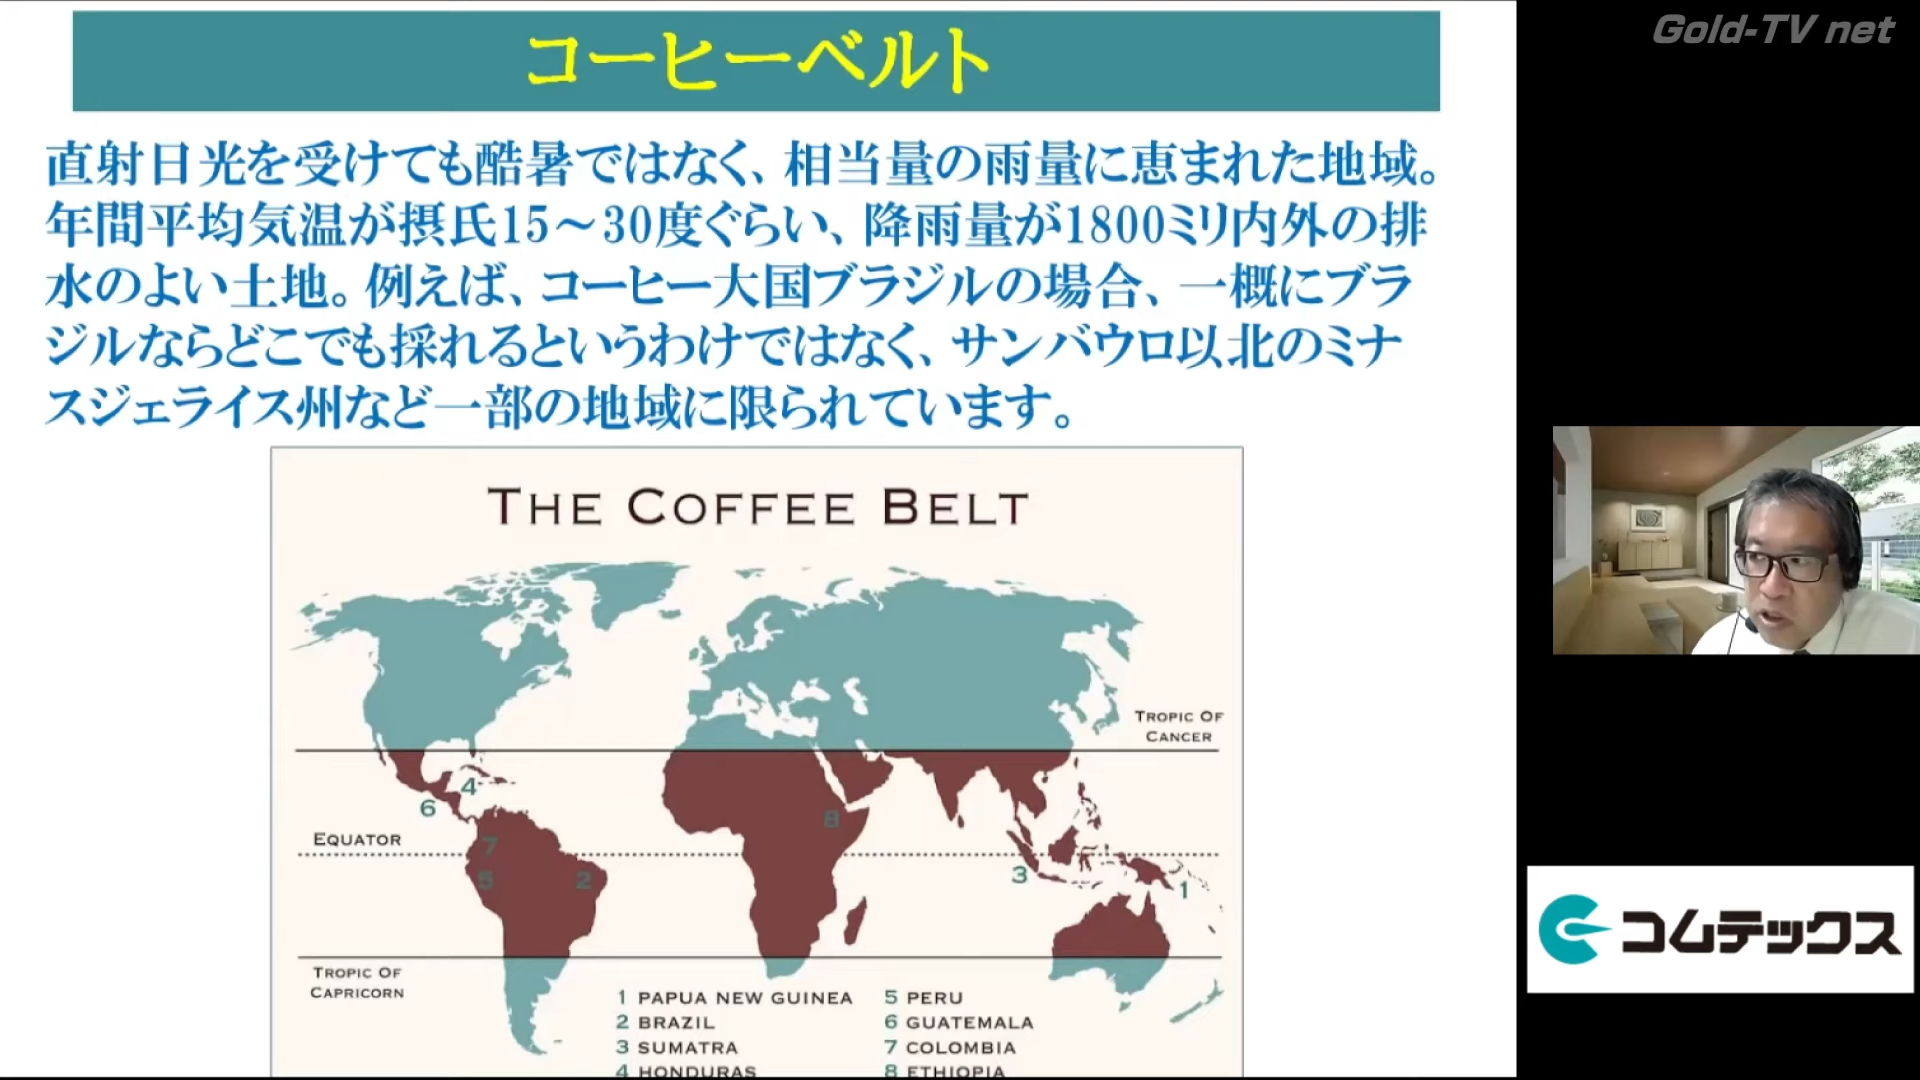 コーヒーベルト
Gold-TV net
直射日光を受けても酷暑ではなく、相当量の雨量に恵まれた地域。
年間平均気温が摂氏15～30度ぐらい、降雨量が1800ミリ内外の排
水のよい土地。例えば、コーヒー大国ブラジルの場合、一概にブラ
ジルならどこでも採れるというわけではなく、サンバウロ以北のミナ
スジェライス州など一部の地域に限られています。
THE COFFEE BELT
TROPIC OF
CANCER
4
6
8
EQUATOR
7
5
2
3
1
TROPIC OF
CAPRICORN
1 PAPUA NEW GUINEA
2 BRAZIL
3 SUMATRA
4 HONDURAS
5 PERU
6 GUATEMALA
7 COLOMBIA
8 ETHIOPIA
コムテックス